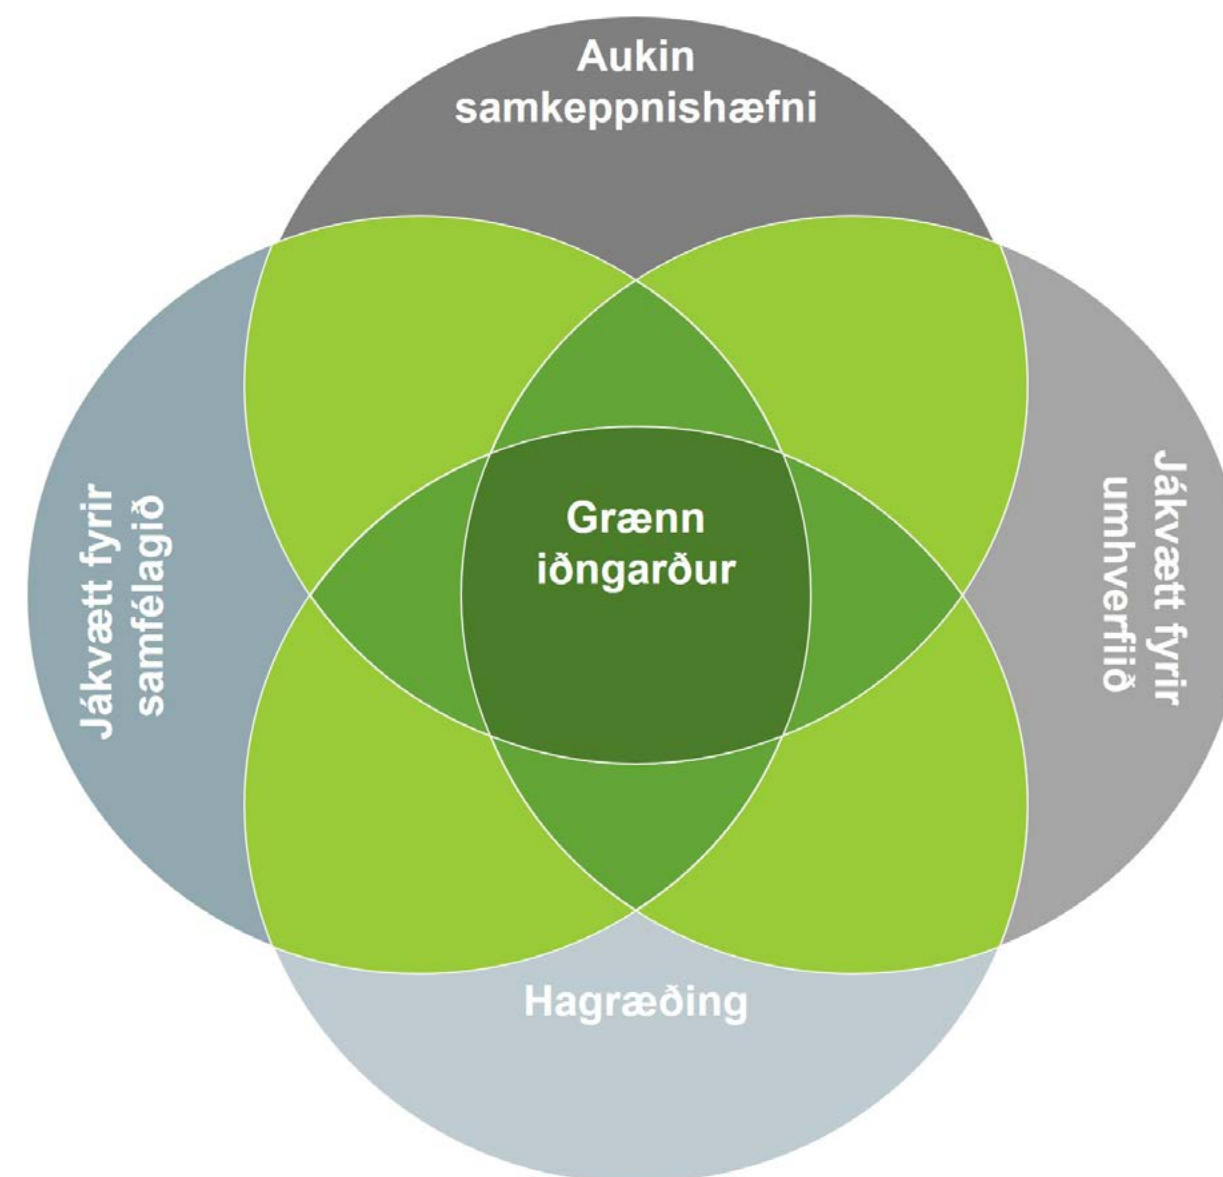 Aukin
samkeppnishæfni
Jákvætt fyrir
samfélagið
Grænn
iðngarður
Jákvætt fyrir
umhverfiið
Hagræðing